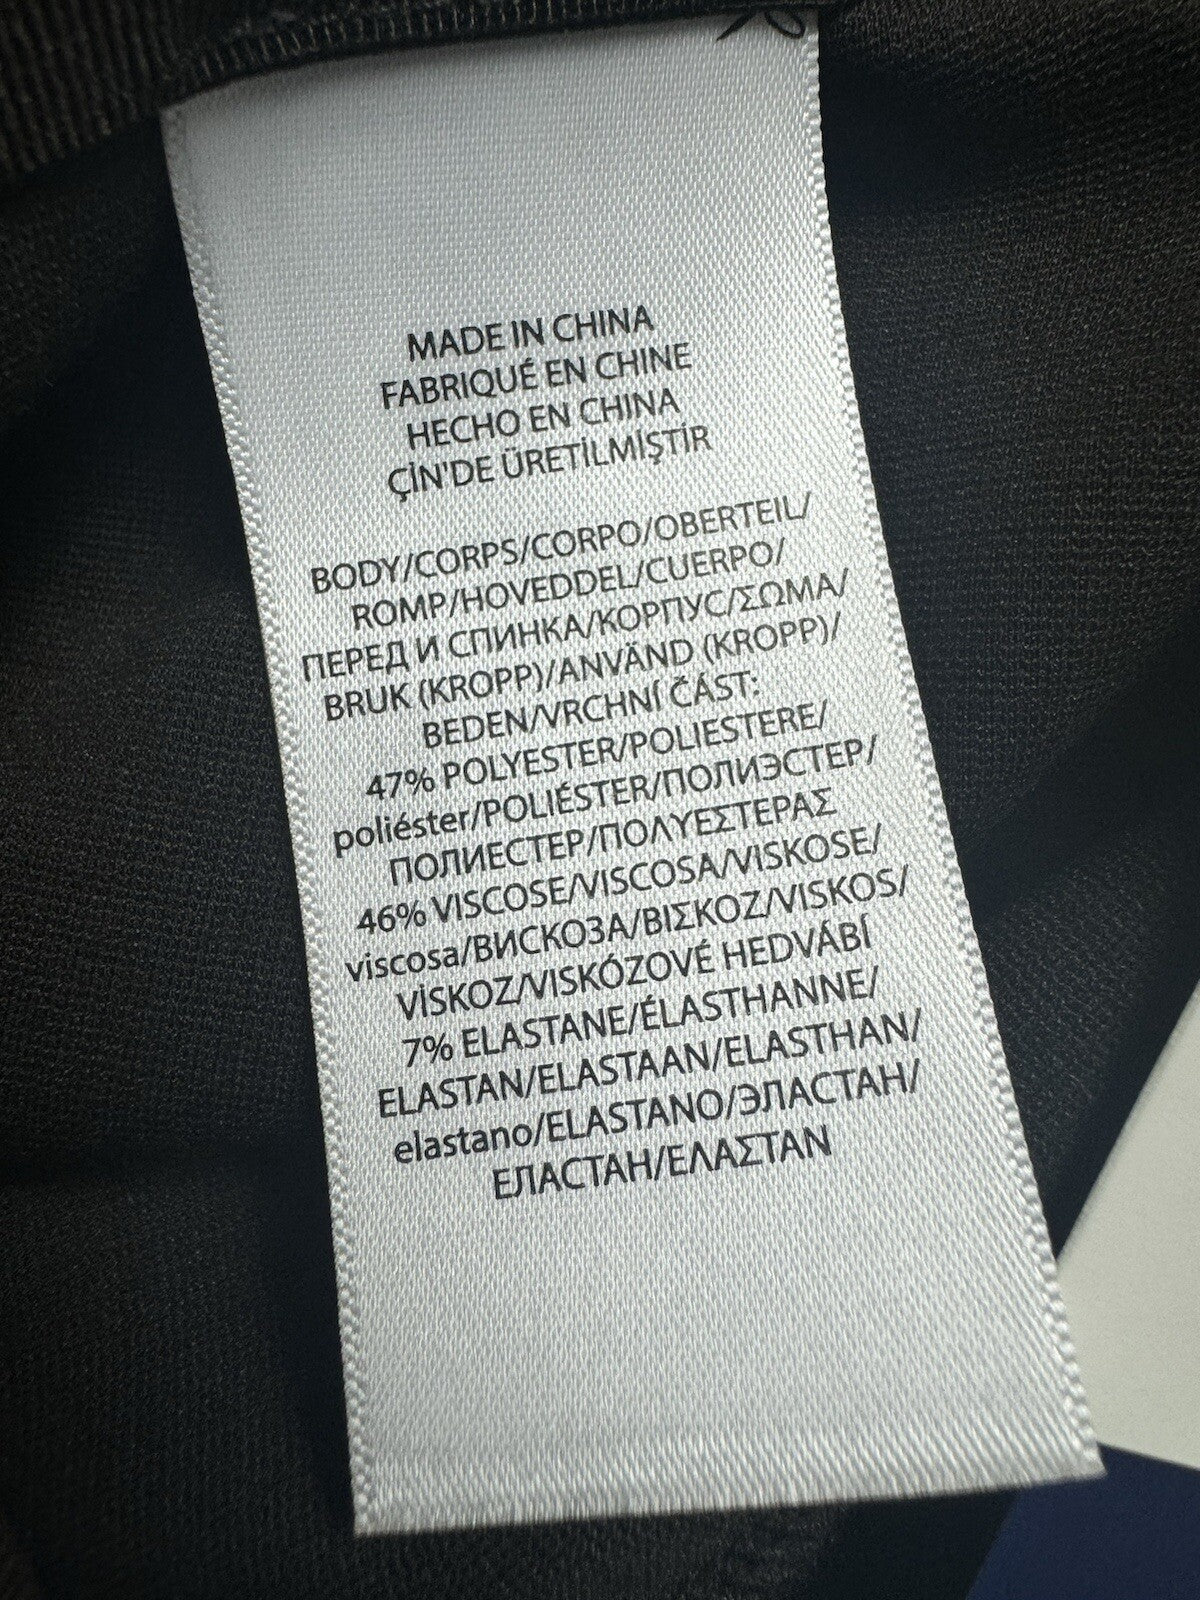 MADE IN CHINA
FABRIQUÉ EN CHINE
HECHO EN CHINA
ÇİN'DE ÜRETİLMİŞTİR
BODY/CORPS/CORPO/OBERTEIL/
ROMP/HOVEDDEL/CUERPO/
ПЕРЕД И СПИНКА/КОРПУС/ΣΩΜΑ/
BRUK (KROPP)/ANVÄND (KROPP)/
BEDEN/VRCHNÍ ČÁST:
47% POLYESTER/POLIESTERE/
poliéster/POLIÉSTER/ПОЛИЭСТЕР/
ПОЛИЕСТЕР/ΠΟΛΥΕΣΤΕΡΑΣ
46% VISCOSE/VISCOSA/VISKOSE/
viscosa/ВИСКОЗА/ΒΙΣΚΟΖ/VISKOS/
VİSKOZ/VISKÓZOVÉ HEDVÁBÍ
7% ELASTANE/ÉLASTHANNE/
ELASTAN/ELASTAAN/ELASTHAN/
elastano/ELASTANO/ЭЛАСТАН/
ЕЛАСТАН/ΕΛΑΣΤΑΝ